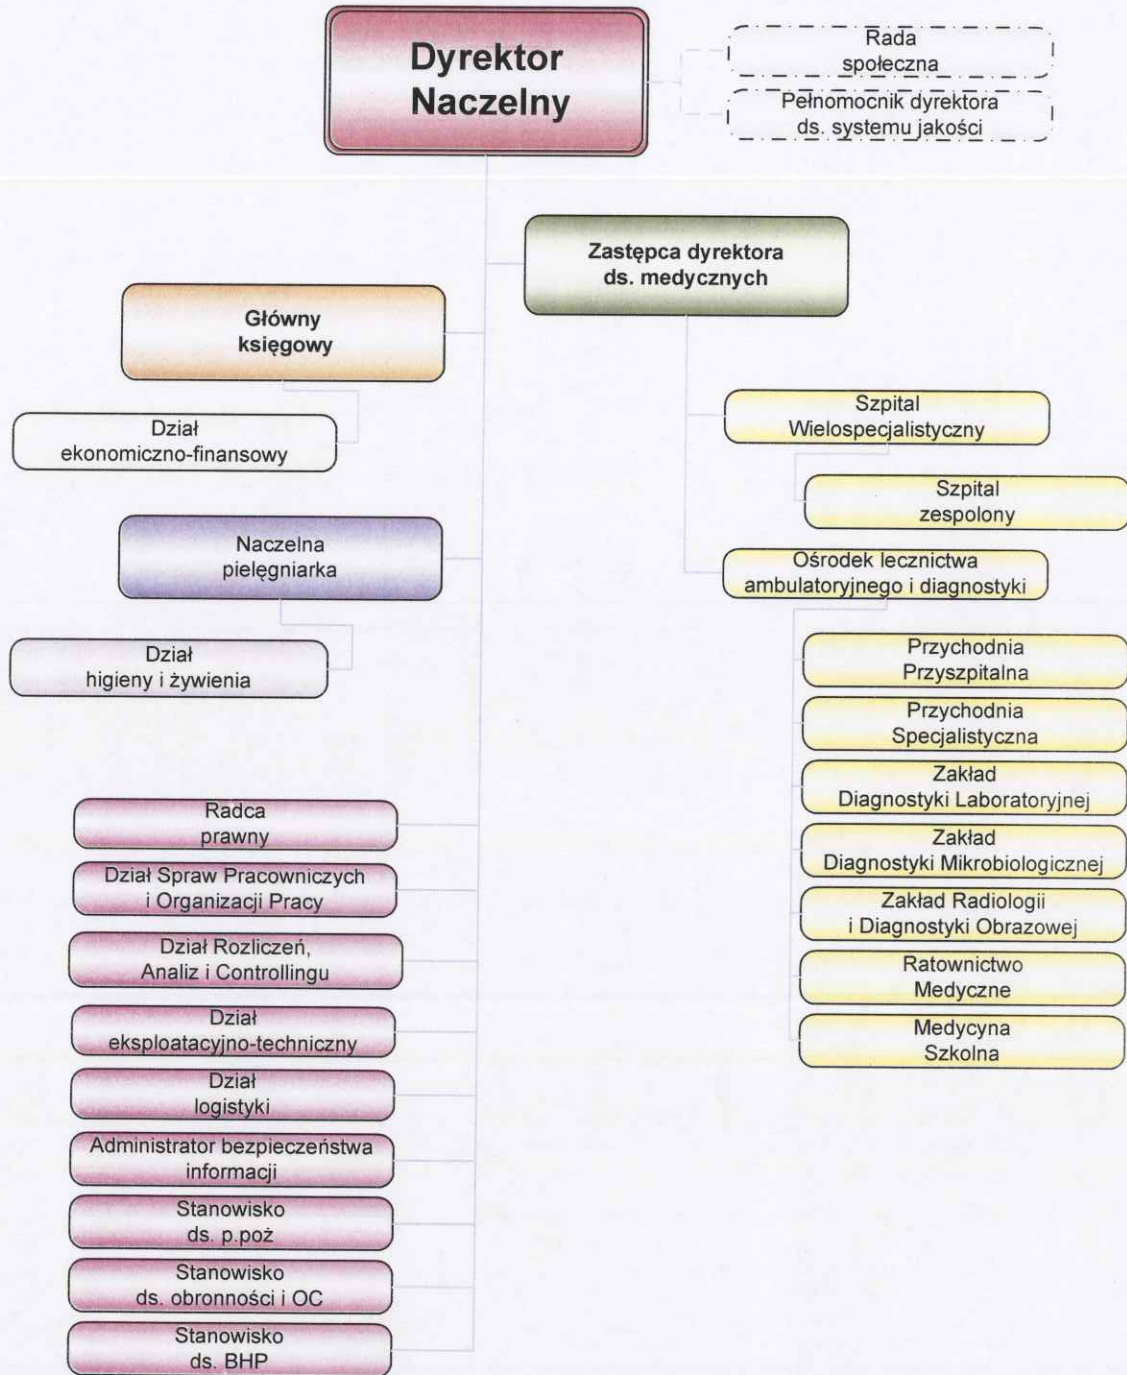 Dyrektor
Naczelny
Rada
społeczna
Pełnomocnik dyrektora
ds. systemu jakości
Zastępca dyrektora
ds. medycznych
Główny
księgowy
Dział
ekonomiczno-finansowy
Naczelna
pielęgniarka
Dział
higieny i żywienia
Szpital
Wielospecjalistyczny
Szpital
zespolony
Ośrodek lecznictwa
ambulatoryjnego i diagnostyki
Przychodnia
Przyszpitalna
Przychodnia
Specjalistyczna
Zakład
Diagnostyki Laboratoryjnej
Zakład
Diagnostyki Mikrobiologicznej
Zakład Radiologii
i Diagnostyki Obrazowej
Ratownictwo
Medyczne
Medycyna
Szkolna
Radca
prawny
Dział Spraw Pracowniczych
i Organizacji Pracy
Dział Rozliczeń,
Analiz i Controllingu
Dział
eksploatacyjno-techniczny
Dział
logistyki
Administrator bezpieczeństwa
informacji
Stanowisko
ds. p.poż
Stanowisko
ds. obronności i OC
Stanowisko
ds. BHP